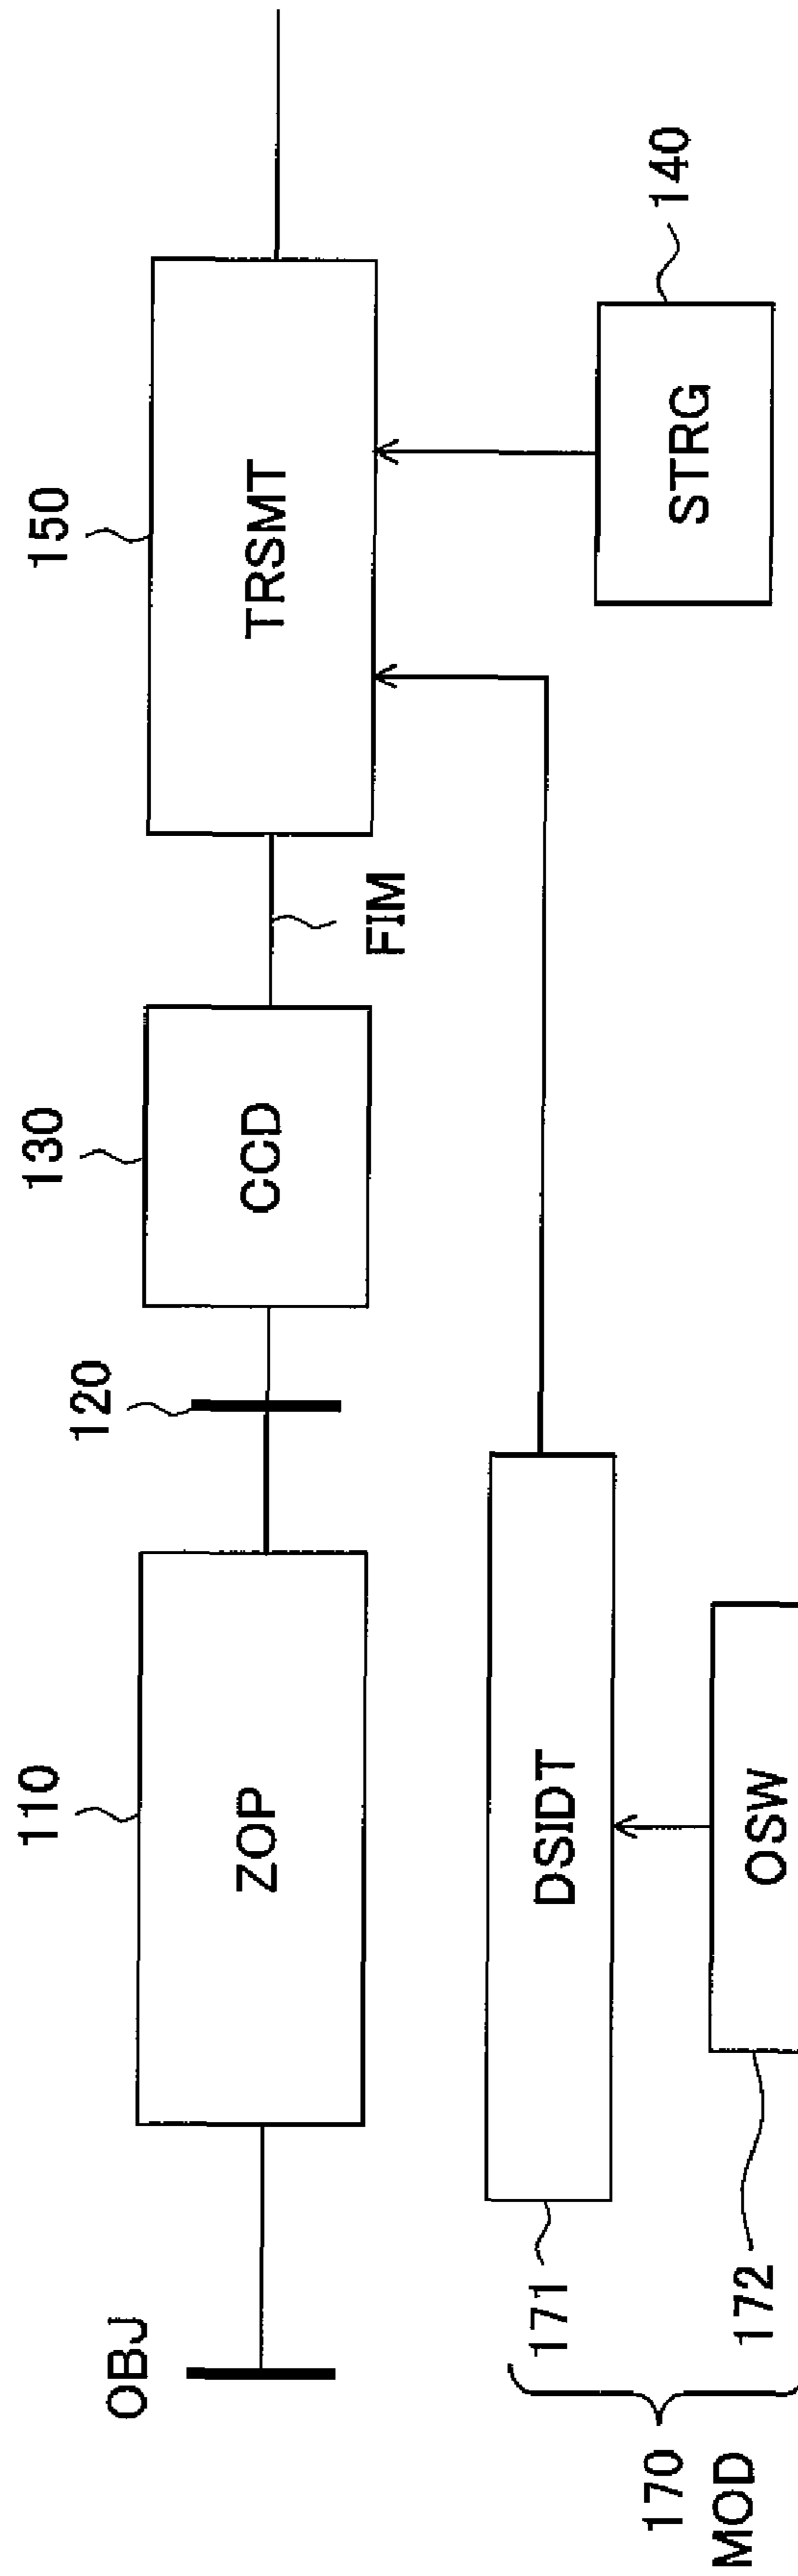 110
120
130
150
OBJ
ZOP
CCD
FIM
TRSMT
171
DSIDT
STRG
140
170
MOD
172
OSW